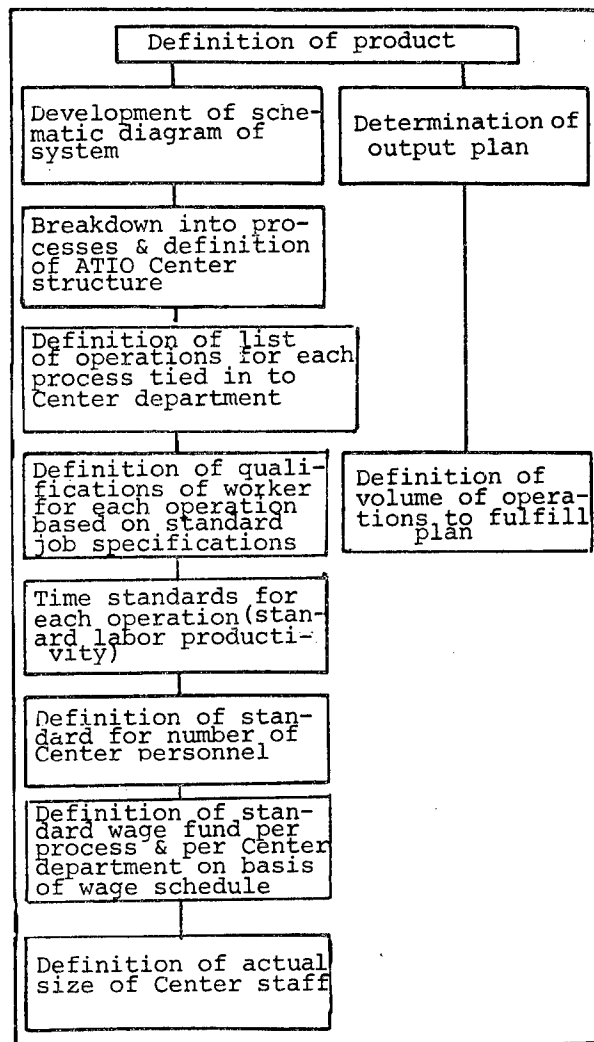 Definition of product
Development of sche-
matic diagram of
system
Determination of
output plan
Breakdown into pro-
cesses & definition
of ATIO Center
structure
Definition of list
of operations for each
process tied in to
Center department
Definition of quali-
fications of worker
for each operation
based on standard
job specifications
Definition of
volume of opera-
tions to fulfill
plan
Time standards for
each operation(stan-
dard labor producti-
vity)
Definition of stan-
dard for number of
Center personnel
Definition of stan-
dard wage fund per
process & per Center
department on basis
of wage schedule
Definition of actual
size of Center staff